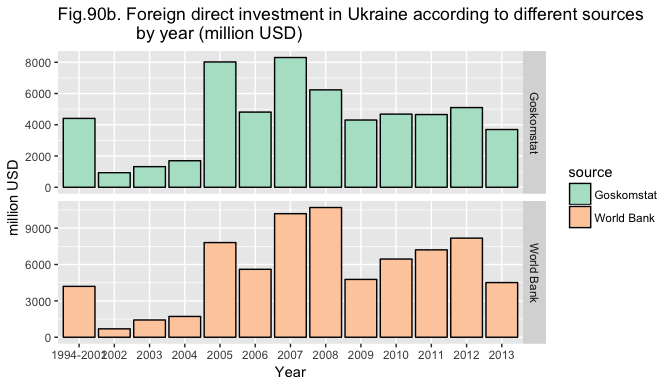 Fig.90b. Foreign direct investment in Ukraine according to different sources
by year (million USD)
8000
6000
4000
2000
0
Goskomstat
9000
6000
3000
0
World Bank
million USD
1994-2001 2002 2003 2004 2005 2006 2007 2008 2009 2010 2011 2012 2013
Year
source
Goskomstat
World Bank